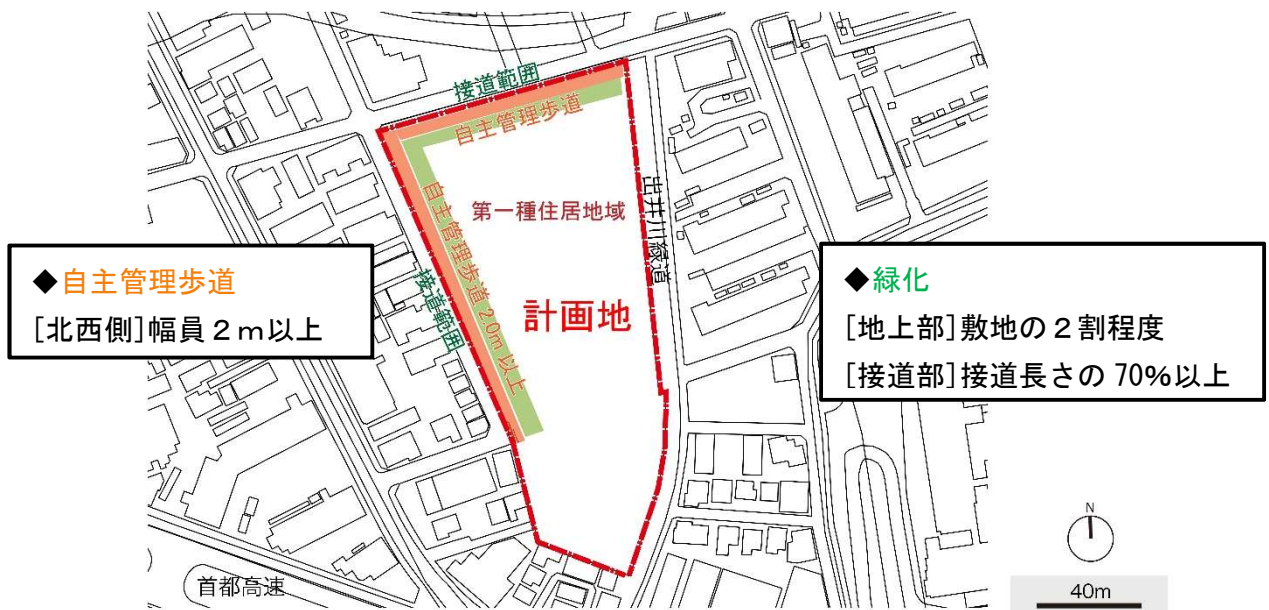 接道範囲
自主管理歩道
自主管理歩道 2.0m 以上
接道範囲
第一種住居地域
出井川緑道
計画地
◆自主管理歩道
[北西側]幅員２ｍ以上
◆緑化
[地上部]敷地の２割程度
[接道部]接道長さの 70%以上
首都高速
N
40m